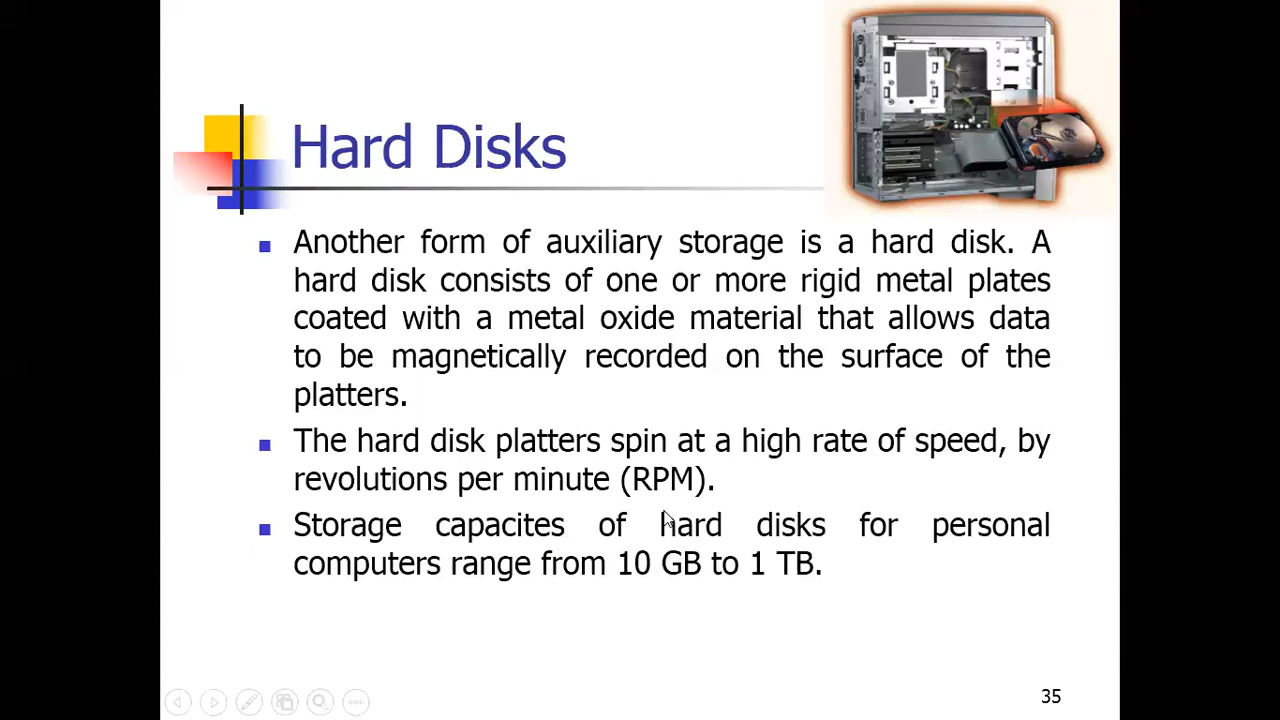 Hard Disks
Another form of auxiliary storage is a hard disk. A
hard disk consists of one or more rigid metal plates
coated with a metal oxide material that allows data
to be magnetically recorded on the surface of the
platters.
The hard disk platters spin at a high rate of speed, by
revolutions per minute (RPM).
Storage capacites of hard disks for personal
computers range from 10 GB to 1 TB.
35